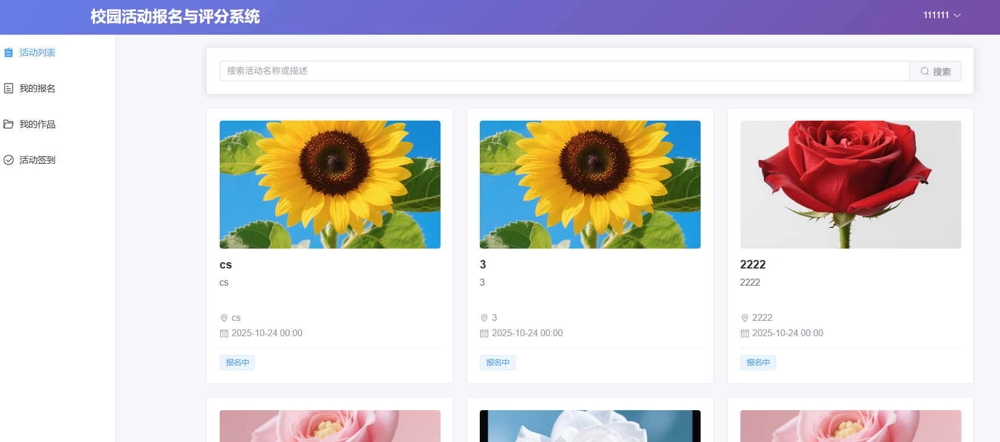 校园活动报名与评分系统
111111
活动列表
我的报名
我的作品
活动签到
搜索活动名称或描述
搜索
cs
cs
cs
2025-10-24 00:00
报名中
3
3
3
2025-10-24 00:00
报名中
2222
2222
2222
2025-10-24 00:00
报名中